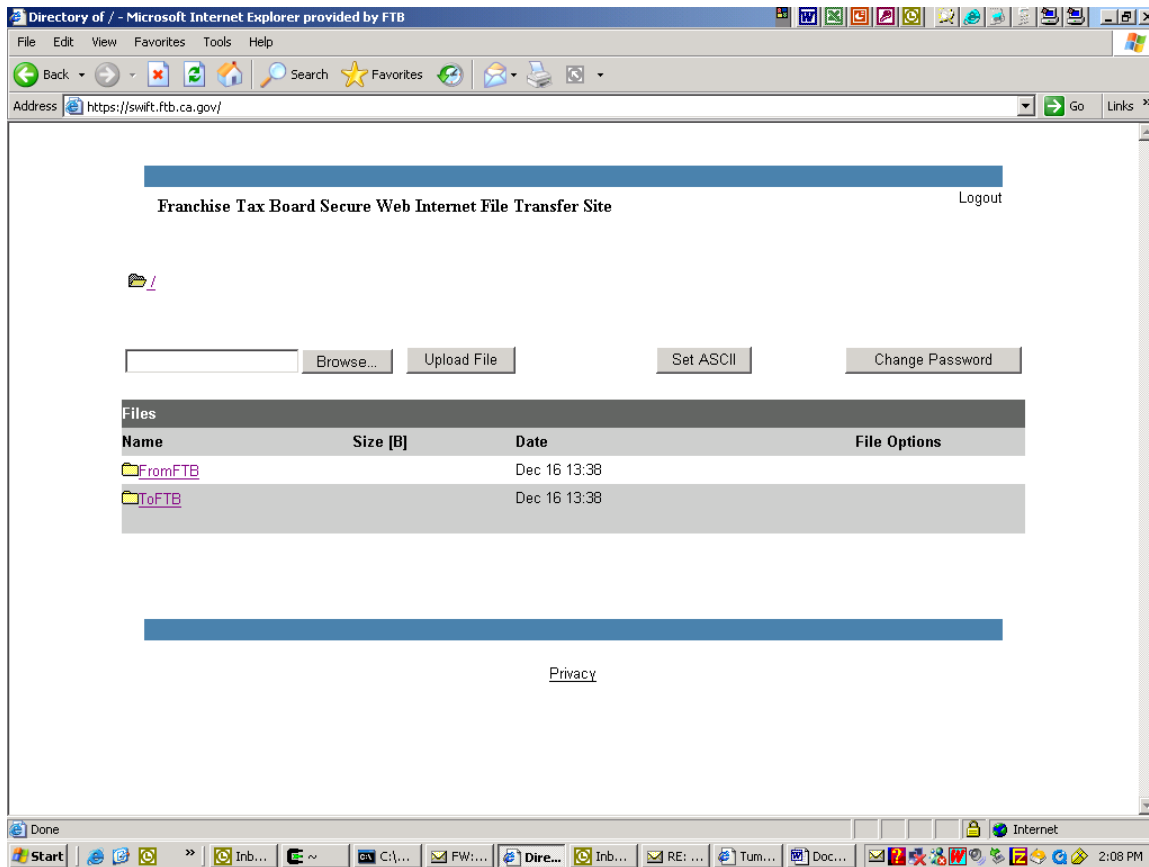 Directory of / - Microsoft Internet Explorer provided by FTB
File Edit View Favorites Tools Help
Back Search Favorites
Address https://swift.ftb.ca.gov/ Go Links »
Franchise Tax Board Secure Web Internet File Transfer Site
Logout
/
Browse... Upload File Set ASCII Change Password
Files
Name Size [B] Date File Options
FromFTB Dec 16 13:38
ToFTB Dec 16 13:38
Privacy
Done Internet
Start » Inb... ~ C:\... FW:... Dire... Inb... RE: ... Tum... Doc... 2:08 PM